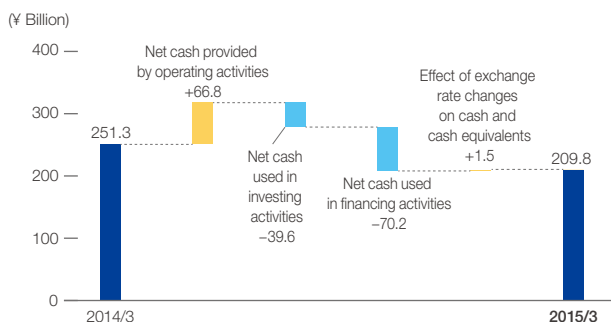 (¥ Billion)
400
300
200
100
0
251.3
Net cash provided
by operating activities
+66.8
Net cash
used in
investing
activities
−39.6
Net cash used
in financing activities
−70.2
Effect of exchange
rate changes
on cash and
cash equivalents
+1.5
209.8
2014/3
2015/3